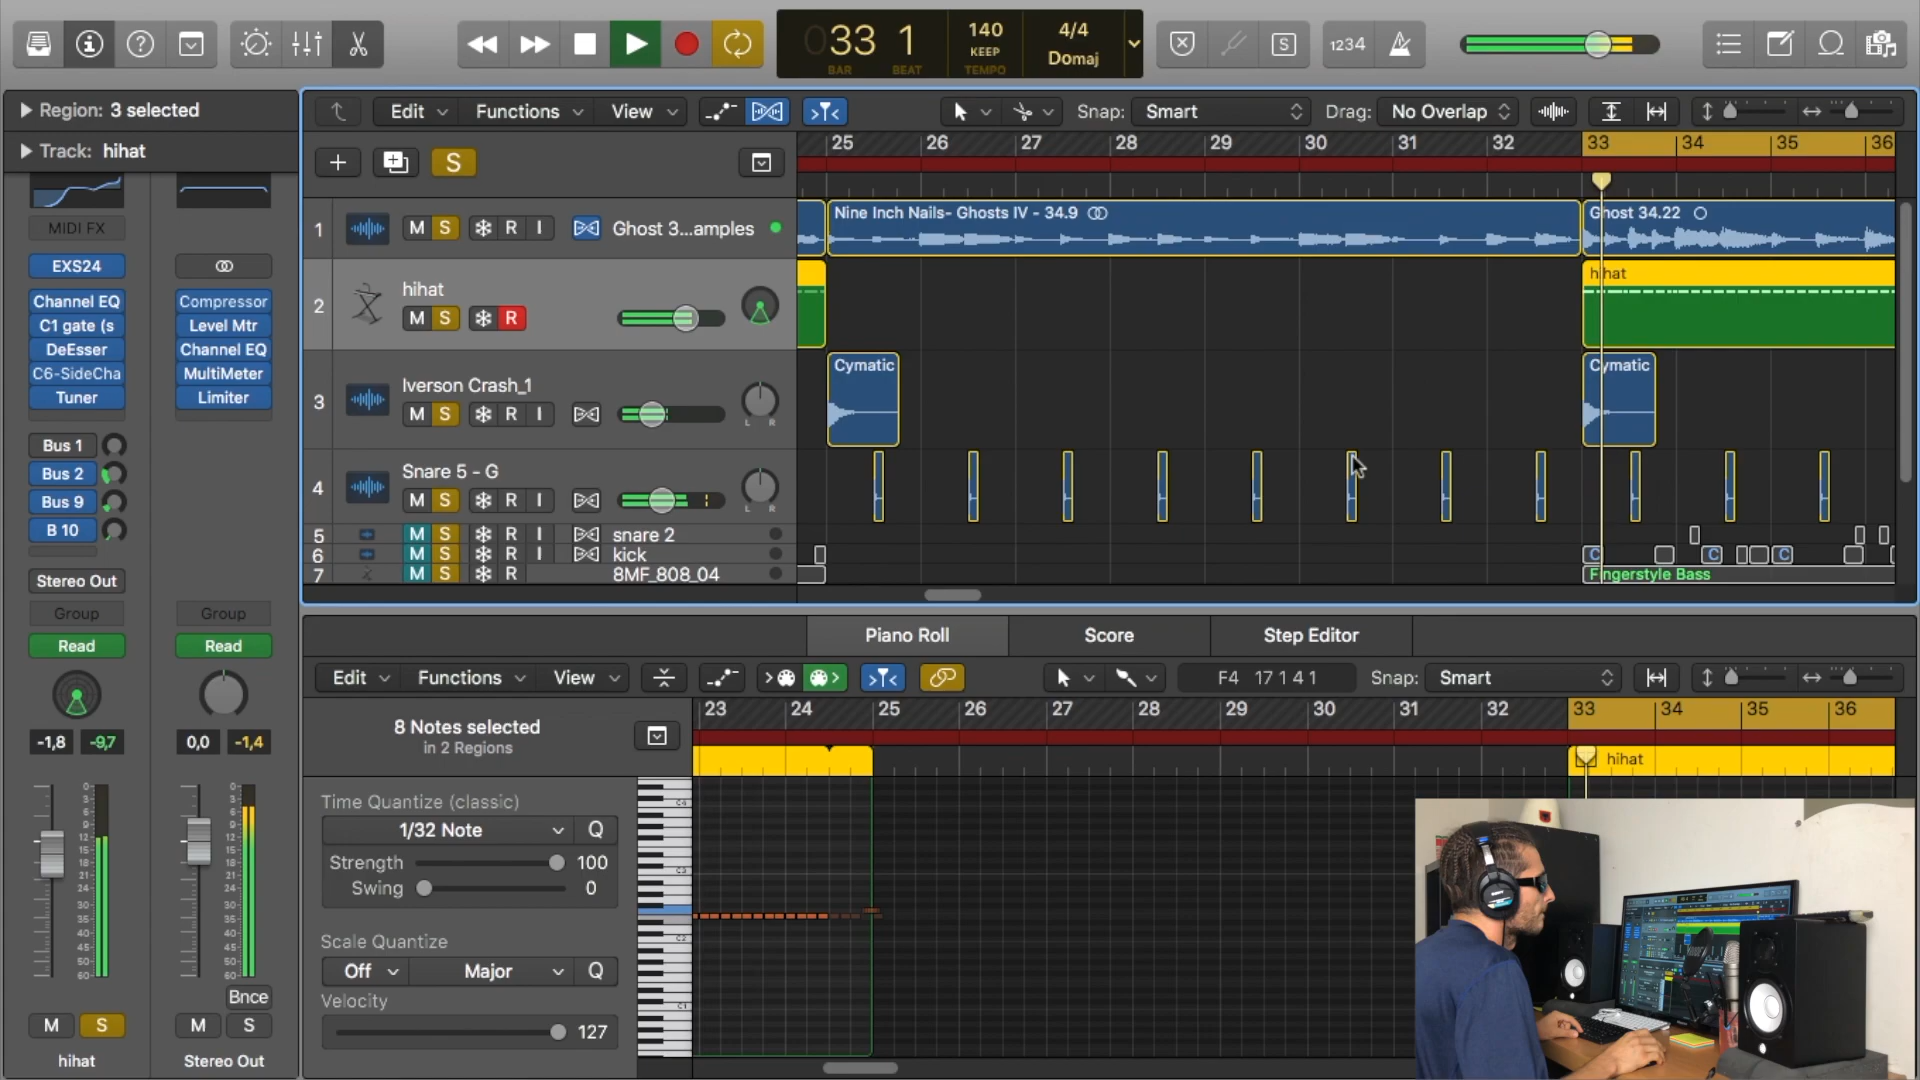 033 1
BAR BEAT
140
KEEP
TEMPO
4/4
Domaj
S
1234
Region: 3 selected
Edit
Functions
View
Snap: Smart
Drag: No Overlap
Track: hihat
S
25 26 27 28 29 30 31 32 33 34 35 36
MIDI FX
EXS24
Channel EQ
C1 gate (s
DeEsser
C6-SideCha
Tuner
Compressor
Level Mtr
Channel EQ
MultiMeter
Limiter
Bus 1
Bus 2
Bus 9
B 10
Stereo Out
Group
Group
Read
Read
-1,8 -9,7
0,0 -1,4
Bnce
M S
M S
hihat
Stereo Out
1 M S R I Ghost 3...amples
Nine Inch Nails- Ghosts IV - 34.9
Ghost 34.22
2 hihat
M S R
hihat
3 Iverson Crash_1
M S R I
L R
Cymatic
Cymatic
4 Snare 5 - G
M S R I
L R
5 M S R I snare 2
6 M S R I kick
C C C
7 M S R 8MF_808_04
Fingerstyle Bass
Piano Roll
Score
Step Editor
Edit
Functions
View
F4 17 1 4 1
Snap: Smart
8 Notes selected
in 2 Regions
23 24 25 26 27 28 29 30 31 32 33 34 35 36
hihat
Time Quantize (classic)
1/32 Note Q
Strength 100
Swing 0
Scale Quantize
Off Major Q
Velocity
127
C4
C3
C2
C1